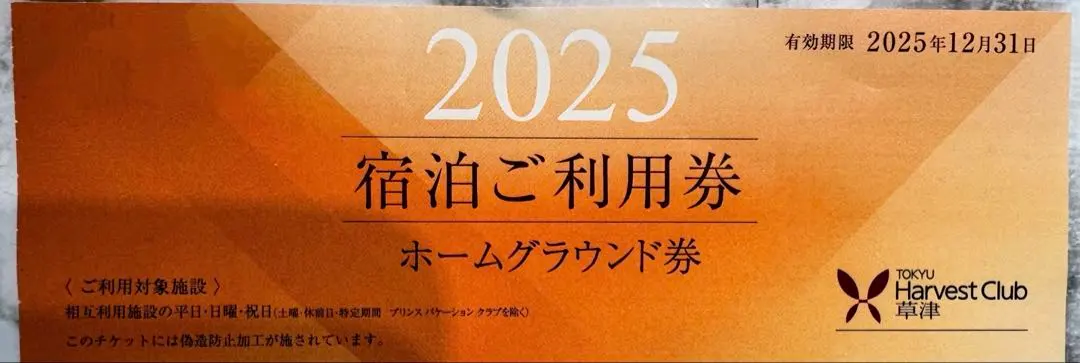 2025
有効期限 2025年12月31日
宿泊ご利用券
ホームグラウンド券
〈 ご利用対象施設 〉
相互利用施設の平日・日曜・祝日(土曜・休前日・特定期間 プリンス バケーション クラブを除く)
このチケットには偽造防止加工が施されています。
TOKYU
Harvest Club
草津